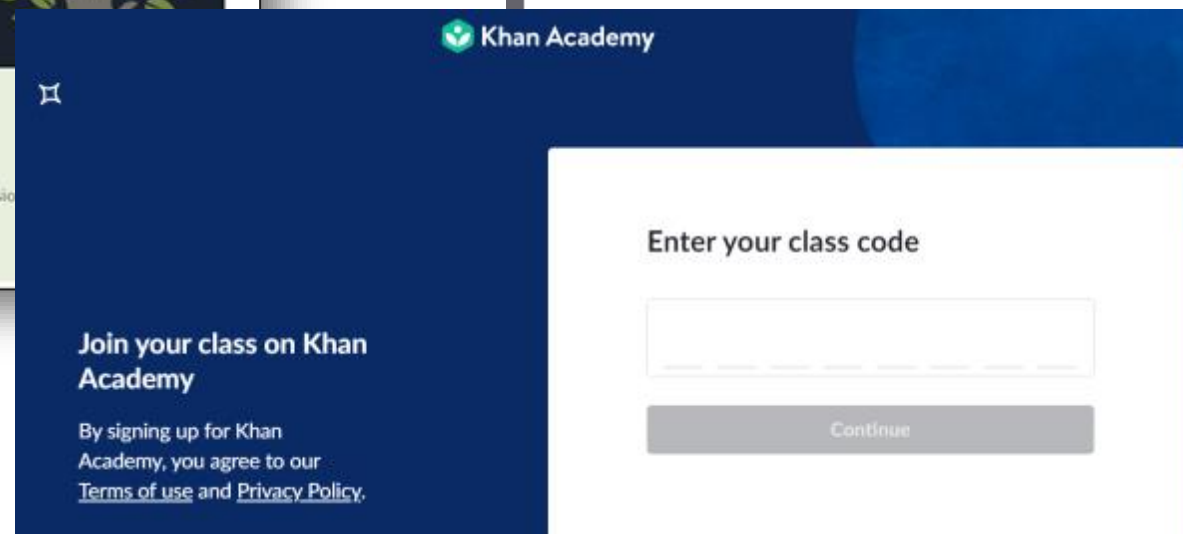 Khan Academy
Enter your class code
Join your class on Khan
Academy
By signing up for Khan
Academy, you agree to our
Terms of use and Privacy Policy.
Continue